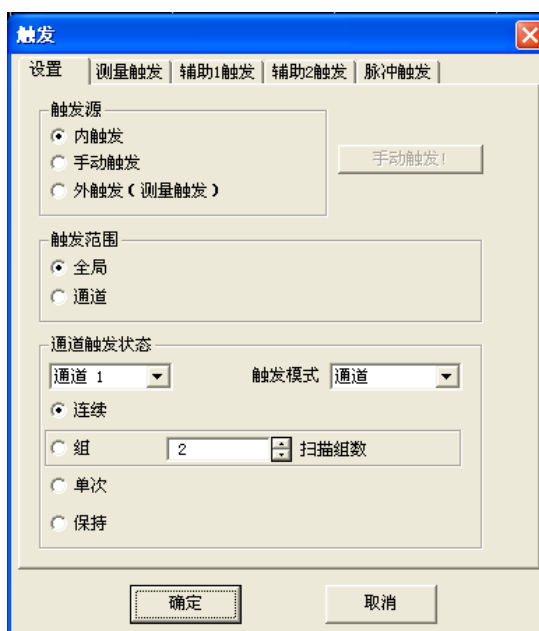 触发
设置 测量触发 辅助1触发 辅助2触发 脉冲触发
触发源
内触发
手动触发
手动触发!
外触发(测量触发)
触发范围
全局
通道
通道触发状态
通道 1 触发模式 通道
连续
组 2 扫描组数
单次
保持
确定 取消